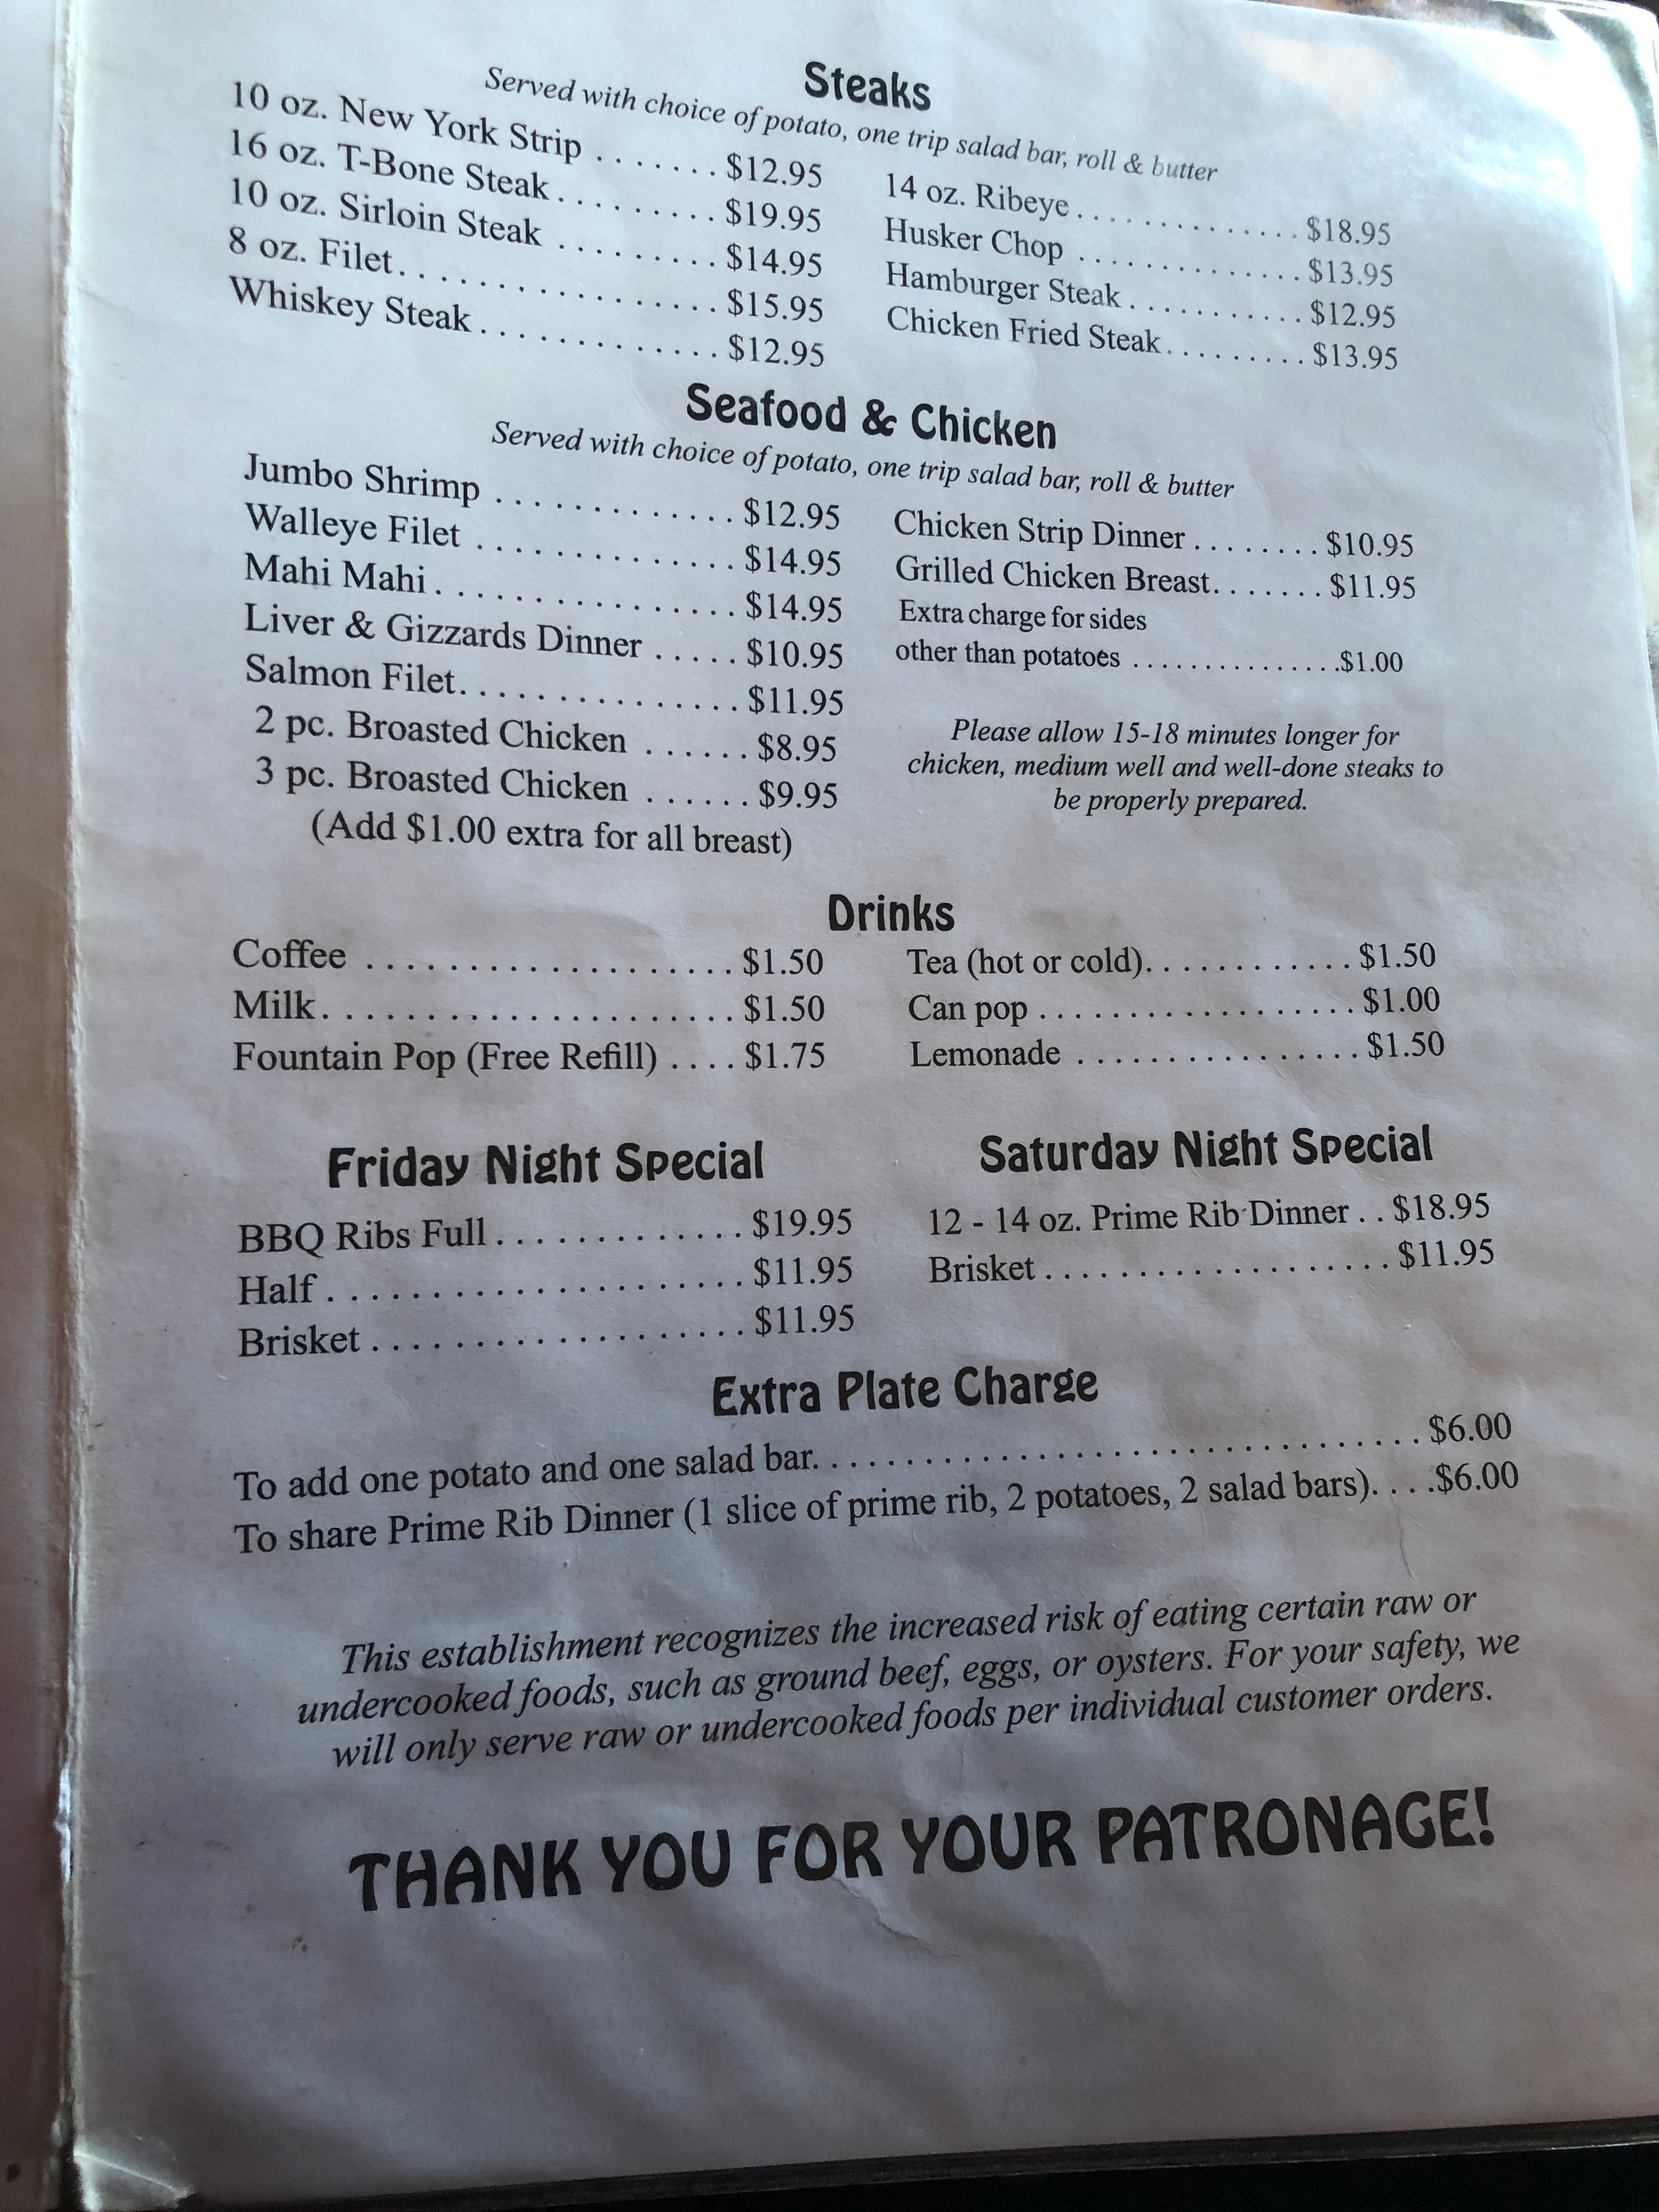 Steaks
Served with choice of potato, one trip salad bar, roll & butter
10 oz. New York Strip ....... $12.95
16 oz. T-Bone Steak ......... $19.95
10 oz. Sirloin Steak ........ $14.95
8 oz. Filet ................ $15.95
Whiskey Steak ............. $12.95
14 oz. Ribeye ............. $18.95
Husker Chop ............. $13.95
Hamburger Steak ........... $12.95
Chicken Fried Steak ......... $13.95
Seafood & Chicken
Served with choice of potato, one trip salad bar, roll & butter
Jumbo Shrimp ............. $12.95
Walleye Filet ............. $14.95
Mahi Mahi ................ $14.95
Liver & Gizzards Dinner ..... $10.95
Salmon Filet ............... $11.95
2 pc. Broasted Chicken ...... $8.95
3 pc. Broasted Chicken ...... $9.95
(Add $1.00 extra for all breast)
Chicken Strip Dinner ........ $10.95
Grilled Chicken Breast ....... $11.95
Extra charge for sides
other than potatoes ................ $1.00
Please allow 15-18 minutes longer for
chicken, medium well and well-done steaks to
be properly prepared.
Drinks
Coffee ................... $1.50
Milk ...................... $1.50
Fountain Pop (Free Refill) .... $1.75
Tea (hot or cold) ............ $1.50
Can pop .................. $1.00
Lemonade ................ $1.50
Friday Night Special
BBQ Ribs Full ............. $19.95
Half ...................... $11.95
Brisket .................... $11.95
Saturday Night Special
12 - 14 oz. Prime Rib Dinner .. $18.95
Brisket ................... $11.95
Extra Plate Charge
To add one potato and one salad bar ................................... $6.00
To share Prime Rib Dinner (1 slice of prime rib, 2 potatoes, 2 salad bars) .... $6.00
This establishment recognizes the increased risk of eating certain raw or
undercooked foods, such as ground beef, eggs, or oysters. For your safety, we
will only serve raw or undercooked foods per individual customer orders.
THANK YOU FOR YOUR PATRONAGE!